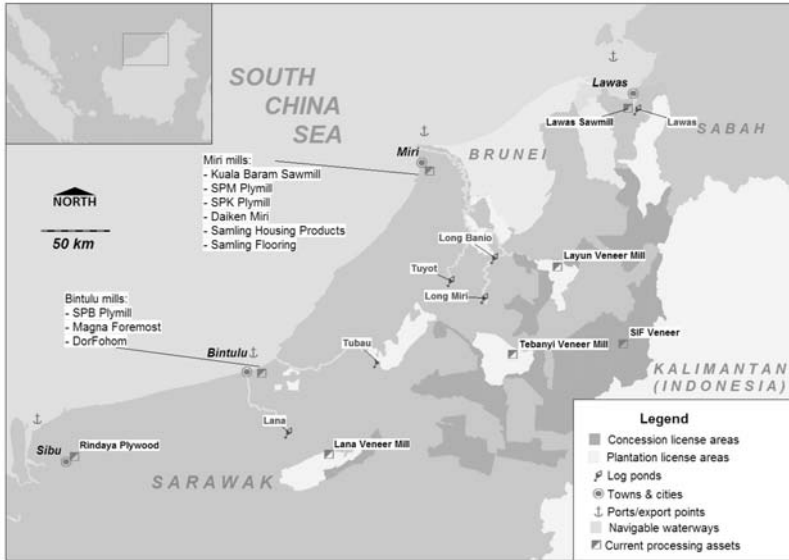 SOUTH
CHINA
SEA
Lawas
Lawas Sawmill
Lawas
SABAH
BRUNEI
Miri
Miri mills:
- Kuala Baram Sawmill
- SPM Plymill
- SPK Plymill
- Daiken Miri
- Samling Housing Products
- Samling Flooring
NORTH
50 km
Long Banio
Layun Veneer Mill
Tuyot
Long Miri
Bintulu mills:
- SPB Plymill
- Magna Foremost
- DorFohom
Bintulu
Tubau
Tebanyi Veneer Mill
SIF Veneer
KALIMANTAN
(INDONESIA)
Lana
Lana Veneer Mill
Sibu
Rindaya Plywood
SARAWAK
Legend
Concession license areas
Plantation license areas
Log ponds
Towns & cities
Ports/export points
Navigable waterways
Current processing assets